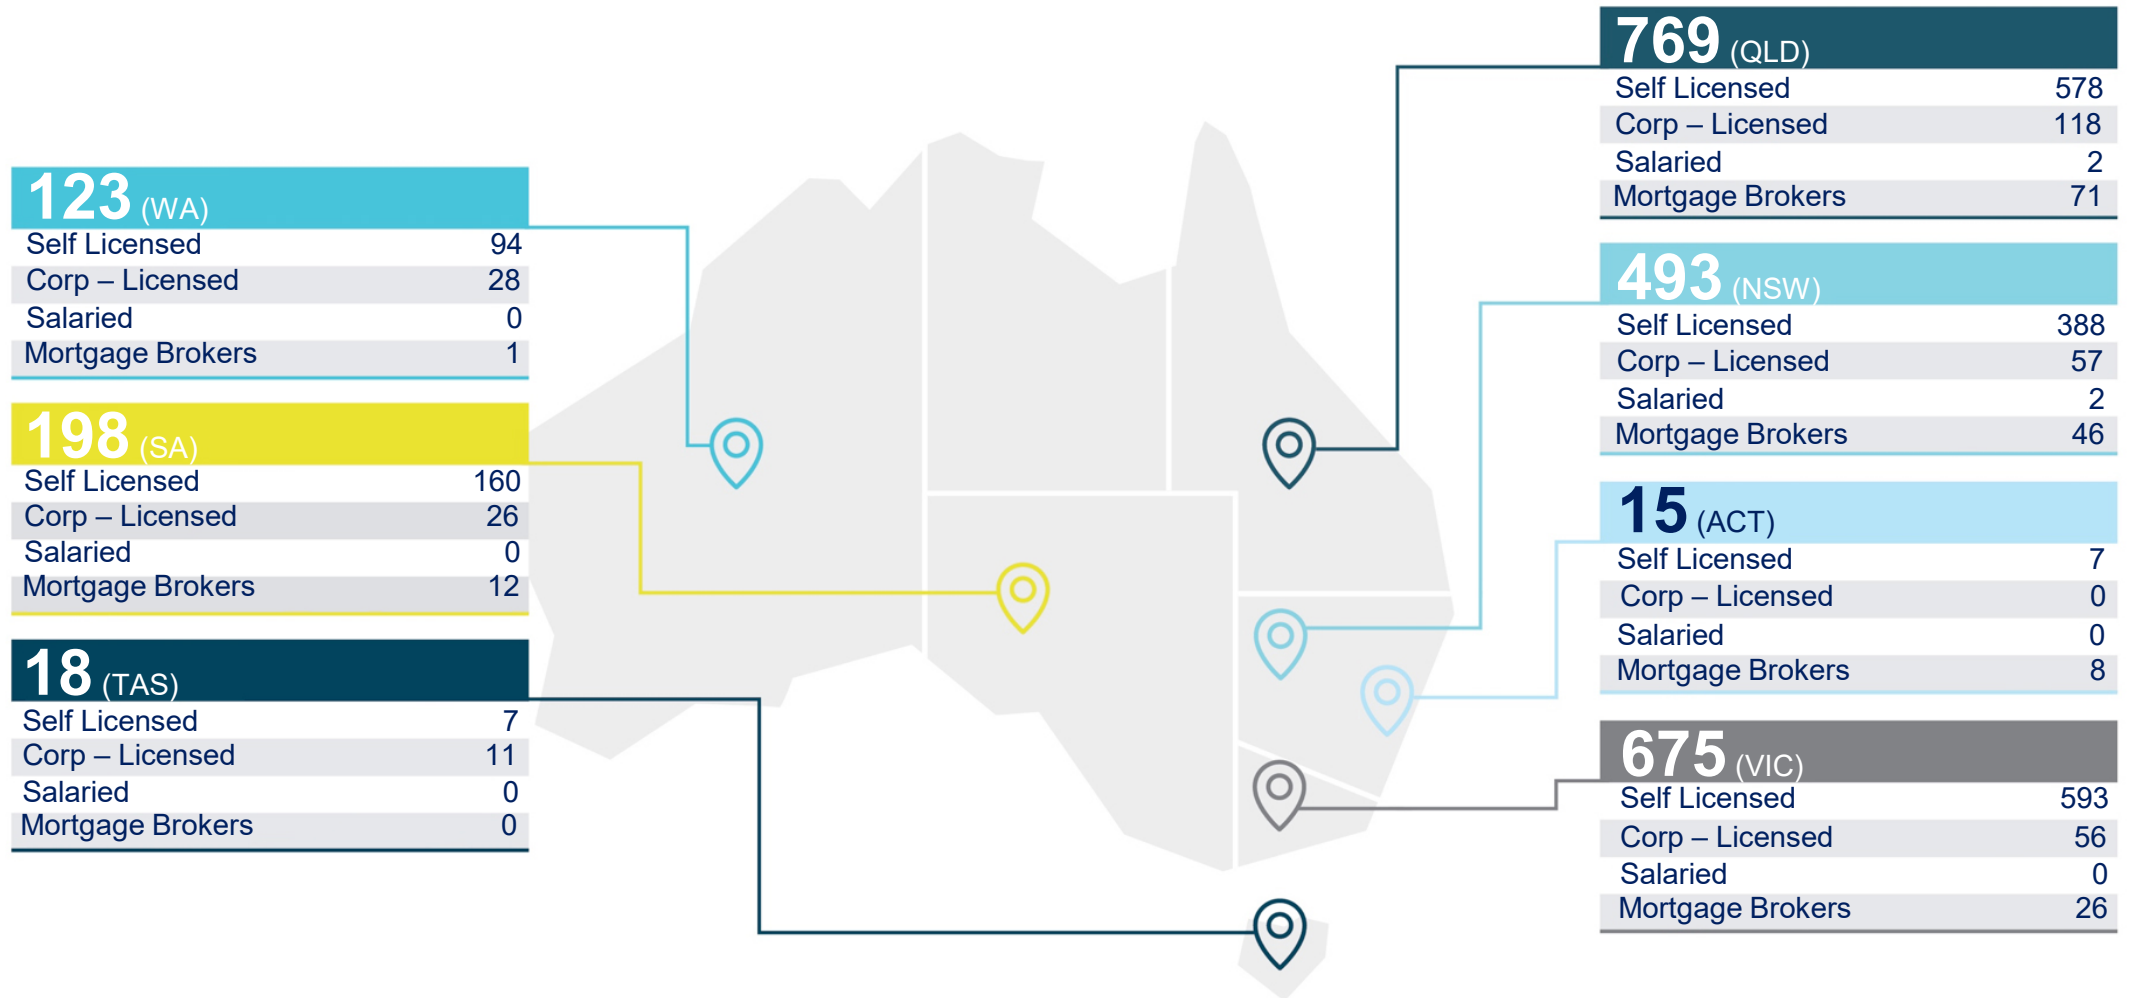 123 (WA)
Self Licensed 94
Corp – Licensed 28
Salaried 0
Mortgage Brokers 1
198 (SA)
Self Licensed 160
Corp – Licensed 26
Salaried 0
Mortgage Brokers 12
18 (TAS)
Self Licensed 7
Corp – Licensed 11
Salaried 0
Mortgage Brokers 0
769 (QLD)
Self Licensed 578
Corp – Licensed 118
Salaried 2
Mortgage Brokers 71
493 (NSW)
Self Licensed 388
Corp – Licensed 57
Salaried 2
Mortgage Brokers 46
15 (ACT)
Self Licensed 7
Corp – Licensed 0
Salaried 0
Mortgage Brokers 8
675 (VIC)
Self Licensed 593
Corp – Licensed 56
Salaried 0
Mortgage Brokers 26